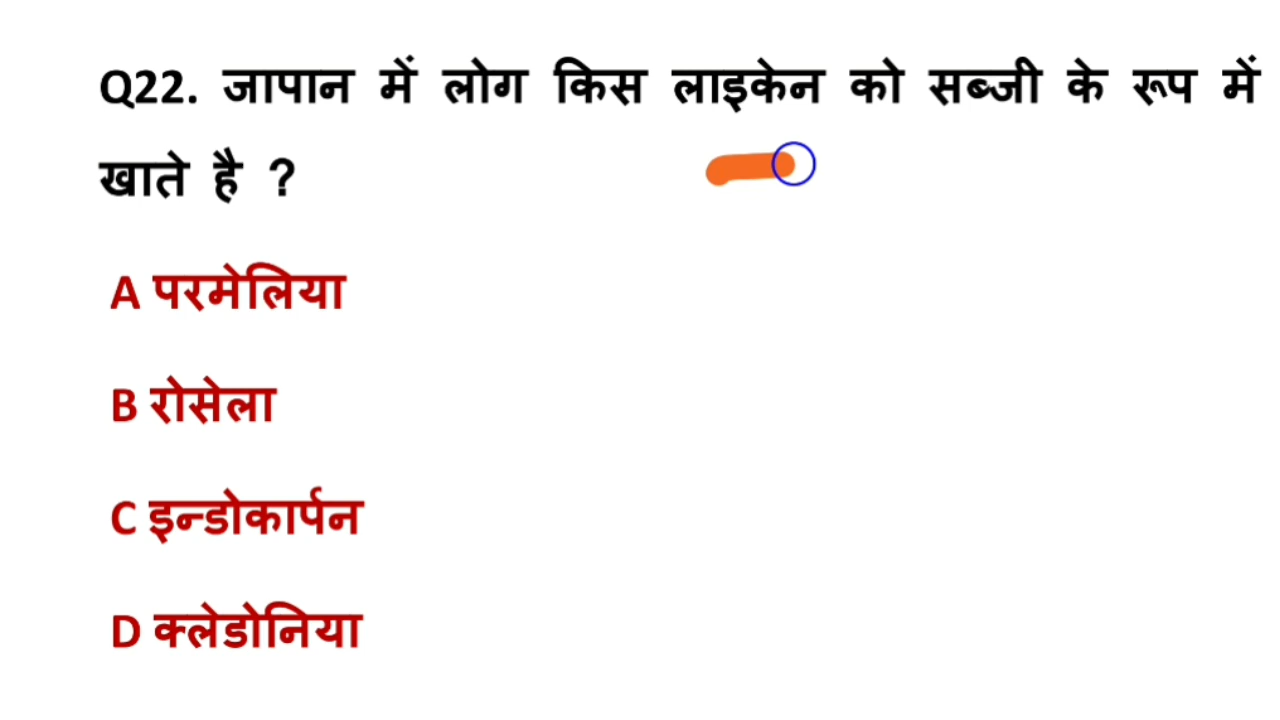 Q22. जापान में लोग किस लाइकेन को सब्जी के रूप में
खाते है ?
A परमेलिया
B रोसेला
C इन्डोकार्पन
D क्लेडोनिया